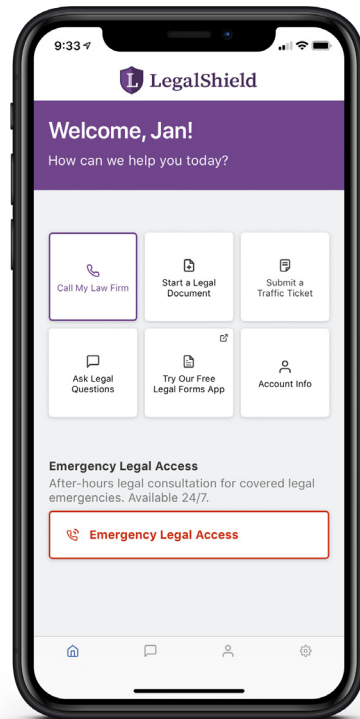 9:33
LegalShield
Welcome, Jan!
How can we help you today?
Call My Law Firm
Start a Legal
Document
Submit a
Traffic Ticket
Ask Legal
Questions
Try Our Free
Legal Forms App
Account Info
Emergency Legal Access
After-hours legal consultation for covered legal
emergencies. Available 24/7.
Emergency Legal Access